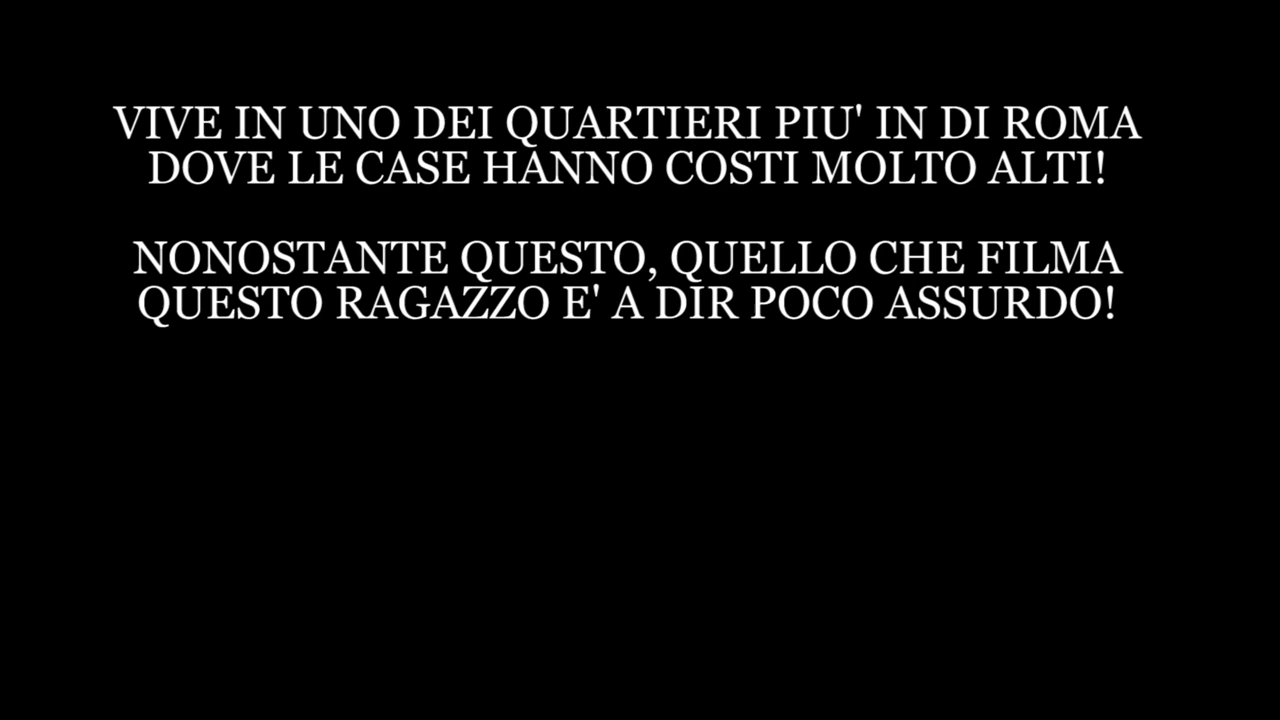 VIVE IN UNO DEI QUARTIERI PIU' IN DI ROMA
DOVE LE CASE HANNO COSTI MOLTO ALTI!
NONOSTANTE QUESTO, QUELLO CHE FILMA
QUESTO RAGAZZO E' A DIR POCO ASSURDO!